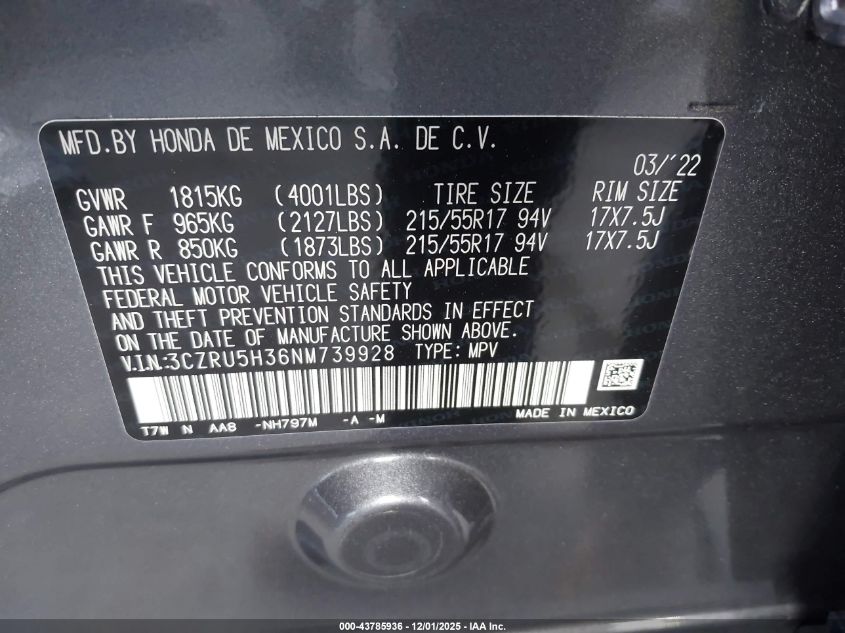 MFD.BY HONDA DE MEXICO S.A. DE C.V.
03/'22
GVWR 1815KG (4001LBS) TIRE SIZE RIM SIZE
GAWR F 965KG (2127LBS) 215/55R17 94V 17X7.5J
GAWR R 850KG (1873LBS) 215/55R17 94V 17X7.5J
THIS VEHICLE CONFORMS TO ALL APPLICABLE
FEDERAL MOTOR VEHICLE SAFETY
AND THEFT PREVENTION STANDARDS IN EFFECT
ON THE DATE OF MANUFACTURE SHOWN ABOVE.
V.I.N:3CZRU5H36NM739928 TYPE: MPV
MADE IN MEXICO
T7W N AA8 -NH797M -A -M
000-43785936 - 12/01/2025 - IAA Inc.